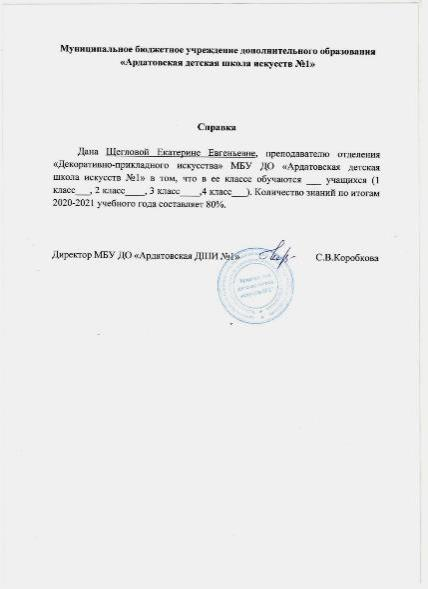 Муниципальное бюджетное учреждение дополнительного образования
«Ардатовская детская школа искусств №1»
Справка
Дана Щегловой Екатерине Евгеньевне, преподавателю отделения
«Декоративно-прикладного искусства» МБУ ДО «Ардатовская детская
школа искусств №1» в том, что в ее классе обучаются ___ учащихся (1
класс___, 2 класс____, 3 класс____,4 класс___). Количество знаний по итогам
2020-2021 учебного года составляет 80%.
Директор МБУ ДО «Ардатовская ДШИ №1» С.В.Коробкова